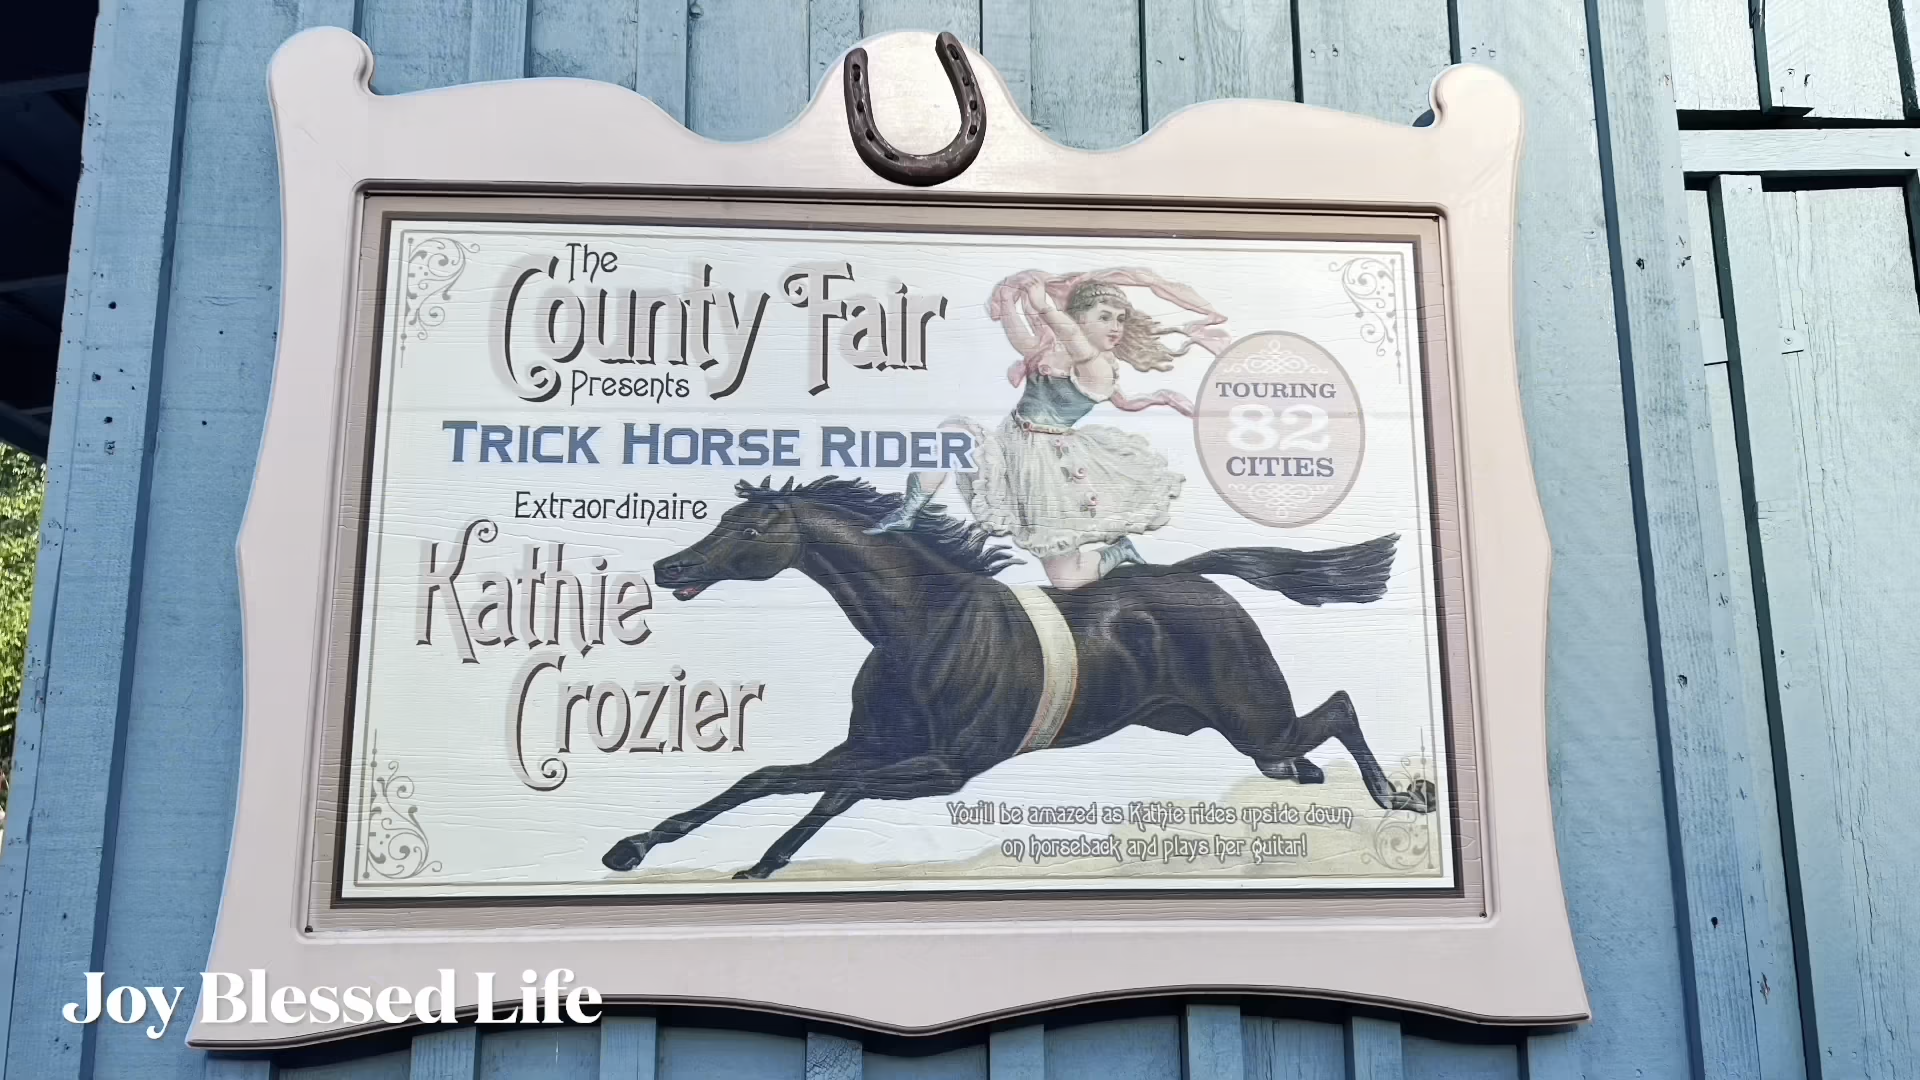 The
County Fair
Presents
TRICK HORSE RIDER
Extraordinaire
Kathie
Crozier
TOURING
82
CITIES
You'll be amazed as Kathie rides upside down
on horseback and plays her guitar!
Joy Blessed Life